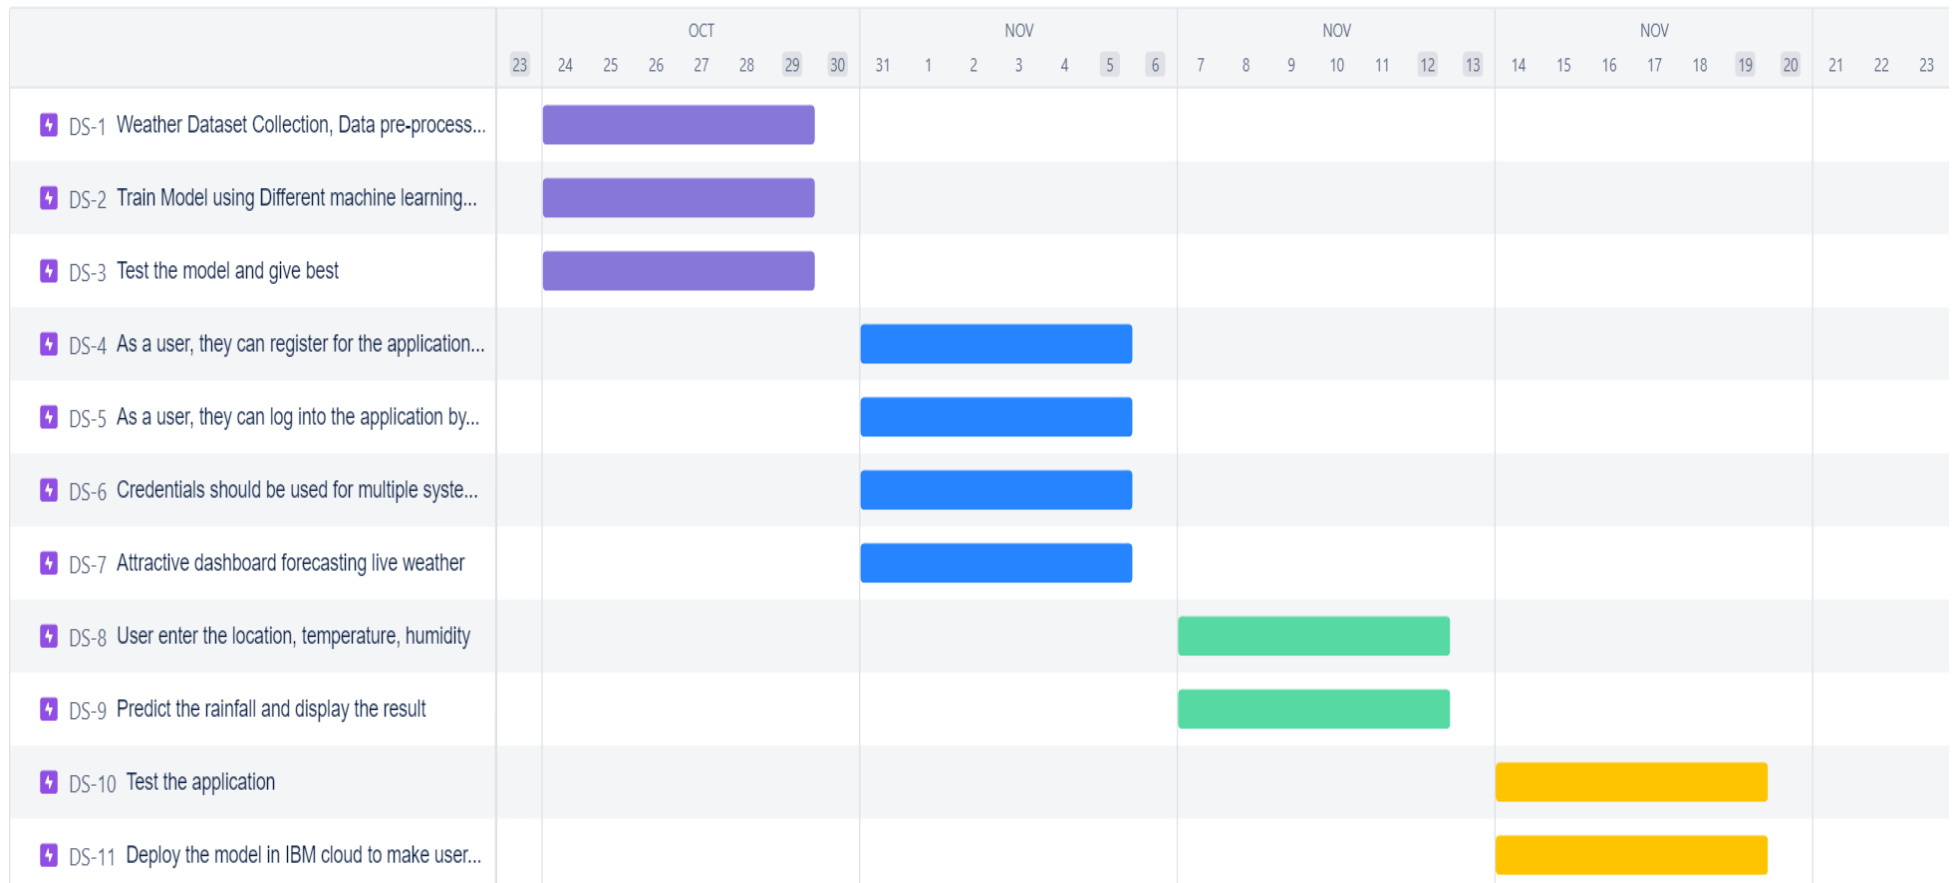 OCT NOV NOV NOV
23 24 25 26 27 28 29 30 31 1 2 3 4 5 6 7 8 9 10 11 12 13 14 15 16 17 18 19 20 21 22 23
DS-1 Weather Dataset Collection, Data pre-process...
DS-2 Train Model using Different machine learning...
DS-3 Test the model and give best
DS-4 As a user, they can register for the application...
DS-5 As a user, they can log into the application by...
DS-6 Credentials should be used for multiple syste...
DS-7 Attractive dashboard forecasting live weather
DS-8 User enter the location, temperature, humidity
DS-9 Predict the rainfall and display the result
DS-10 Test the application
DS-11 Deploy the model in IBM cloud to make user...